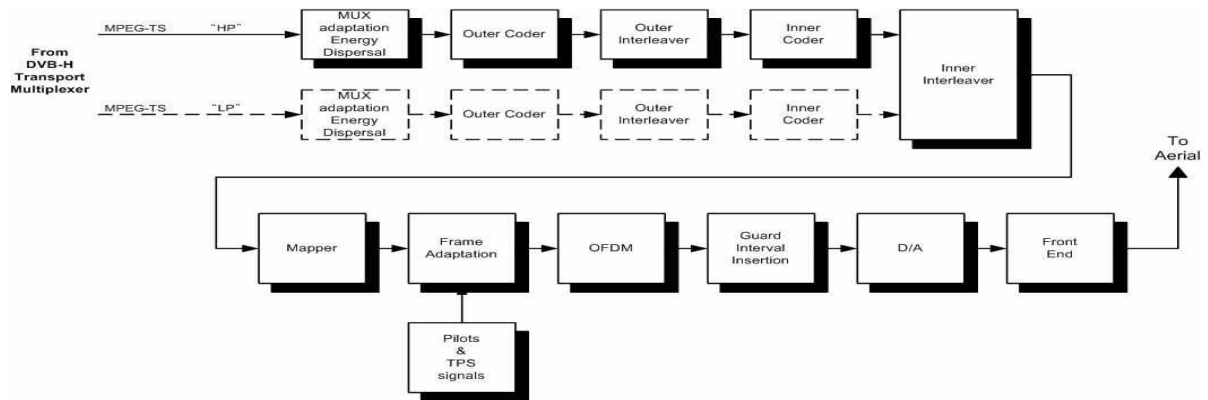 From
DVB-H
Transport
Multiplexer
MPEG-TS "HP"
MUX
adaptation
Energy
Dispersal
Outer Coder
Outer
Interleaver
Inner
Coder
Inner
Interleaver
MPEG-TS "LP"
MUX
adaptation
Energy
Dispersal
Outer Coder
Outer
Interleaver
Inner
Coder
To
Aerial
Mapper
Frame
Adaptation
OFDM
Guard
Interval
Insertion
D/A
Front
End
Pilots
&
TPS
signals